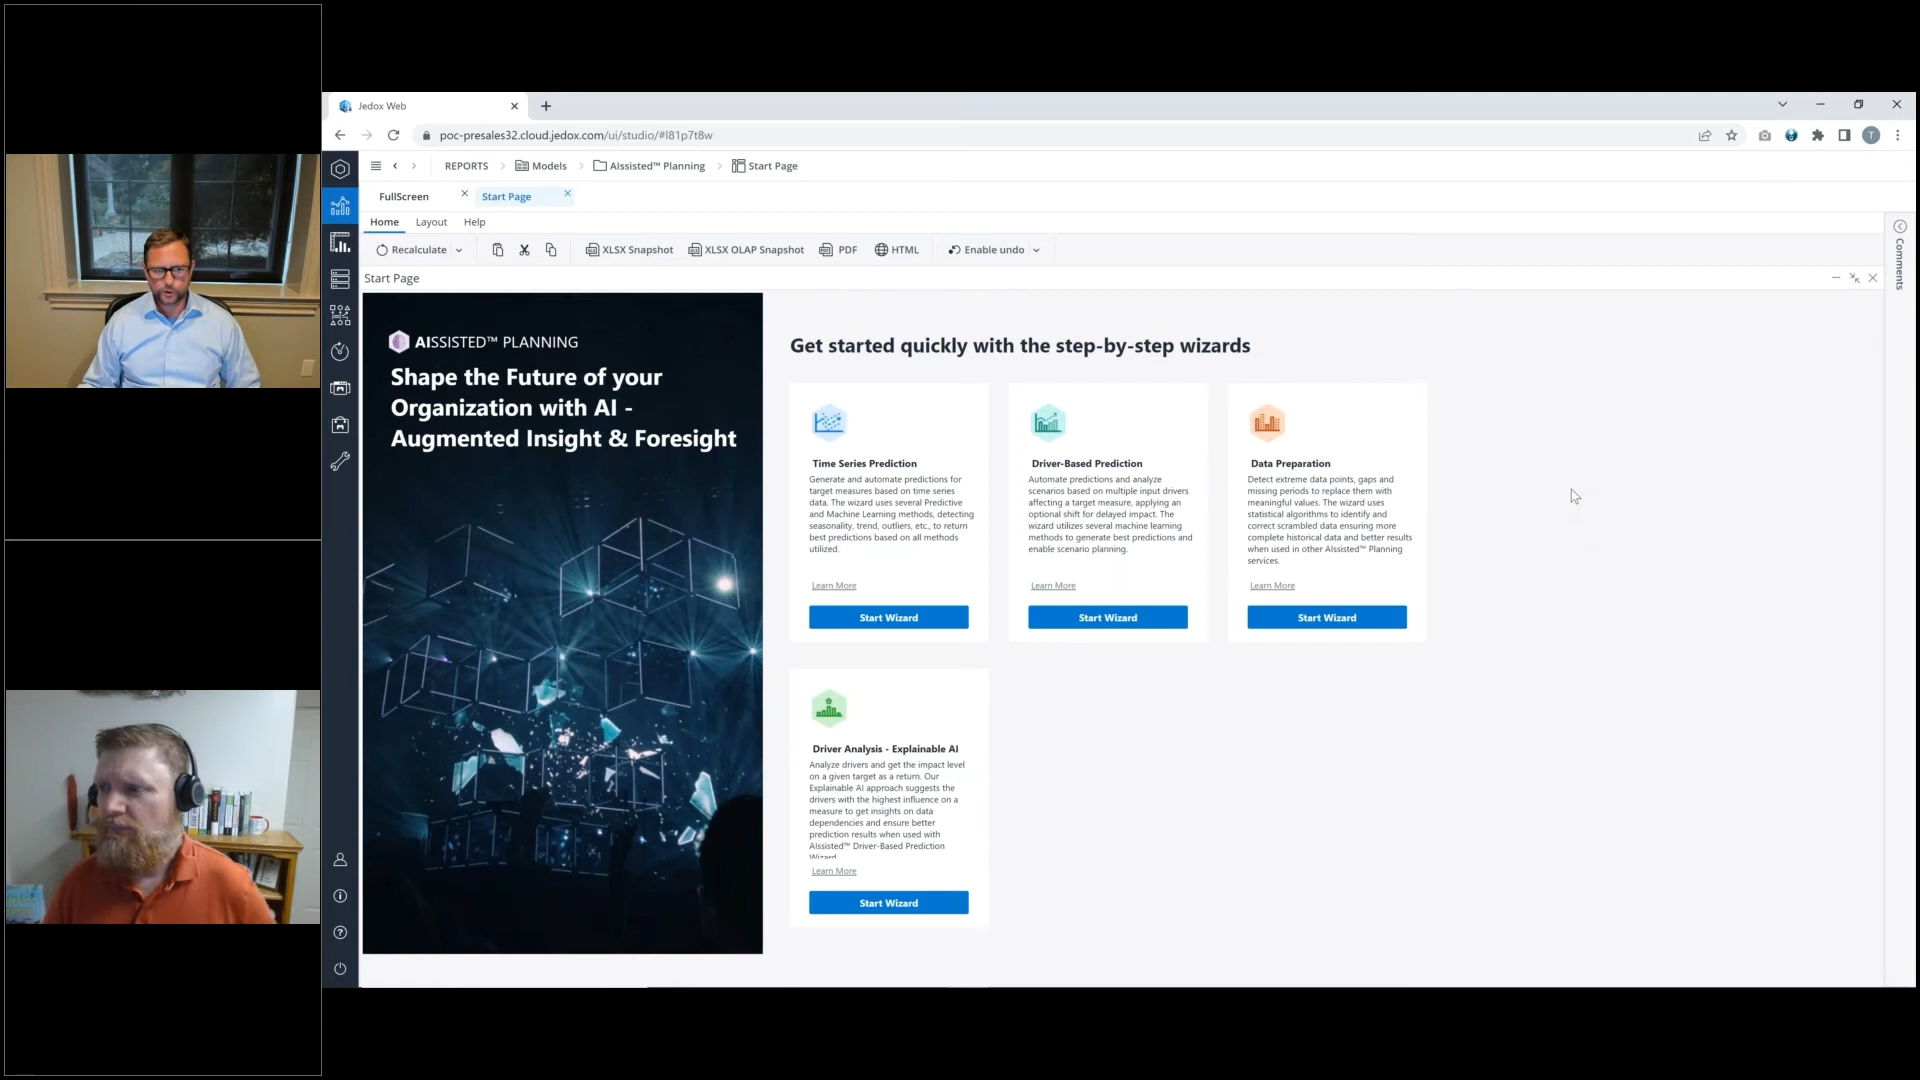 Jedox Web
poc-presales32.cloud.jedox.com/ui/studio/#l81p7t8w
T
REPORTS
Models
AIssisted™ Planning
Start Page
FullScreen
Start Page
Home
Layout
Help
Recalculate
XLSX Snapshot
XLSX OLAP Snapshot
PDF
HTML
Enable undo
Start Page
Comments
AISSISTED™ PLANNING
Shape the Future of your
Organization with AI -
Augmented Insight & Foresight
Get started quickly with the step-by-step wizards
Time Series Prediction
Generate and automate predictions for
target measures based on time series
data. The wizard uses several Predictive
and Machine Learning methods, detecting
seasonality, trend, outliers, etc., to return
best predictions based on all methods
utilized.
Learn More
Start Wizard
Driver-Based Prediction
Automate predictions and analyze
scenarios based on multiple input drivers
affecting a target measure, applying an
optional shift for delayed impact. The
wizard utilizes several machine learning
methods to generate best predictions and
enable scenario planning.
Learn More
Start Wizard
Data Preparation
Detect extreme data points, gaps and
missing periods to replace them with
meaningful values. The wizard uses
statistical algorithms to identify and
correct scrambled data ensuring more
complete historical data and better results
when used in other AIssisted™ Planning
services.
Learn More
Start Wizard
Driver Analysis - Explainable AI
Analyze drivers and get the impact level
on a given target as a return. Our
Explainable AI approach suggests the
drivers with the highest influence on a
measure to get insights on data
dependencies and ensure better
prediction results when used with
AIssisted™ Driver-Based Prediction
Wizard
Learn More
Start Wizard